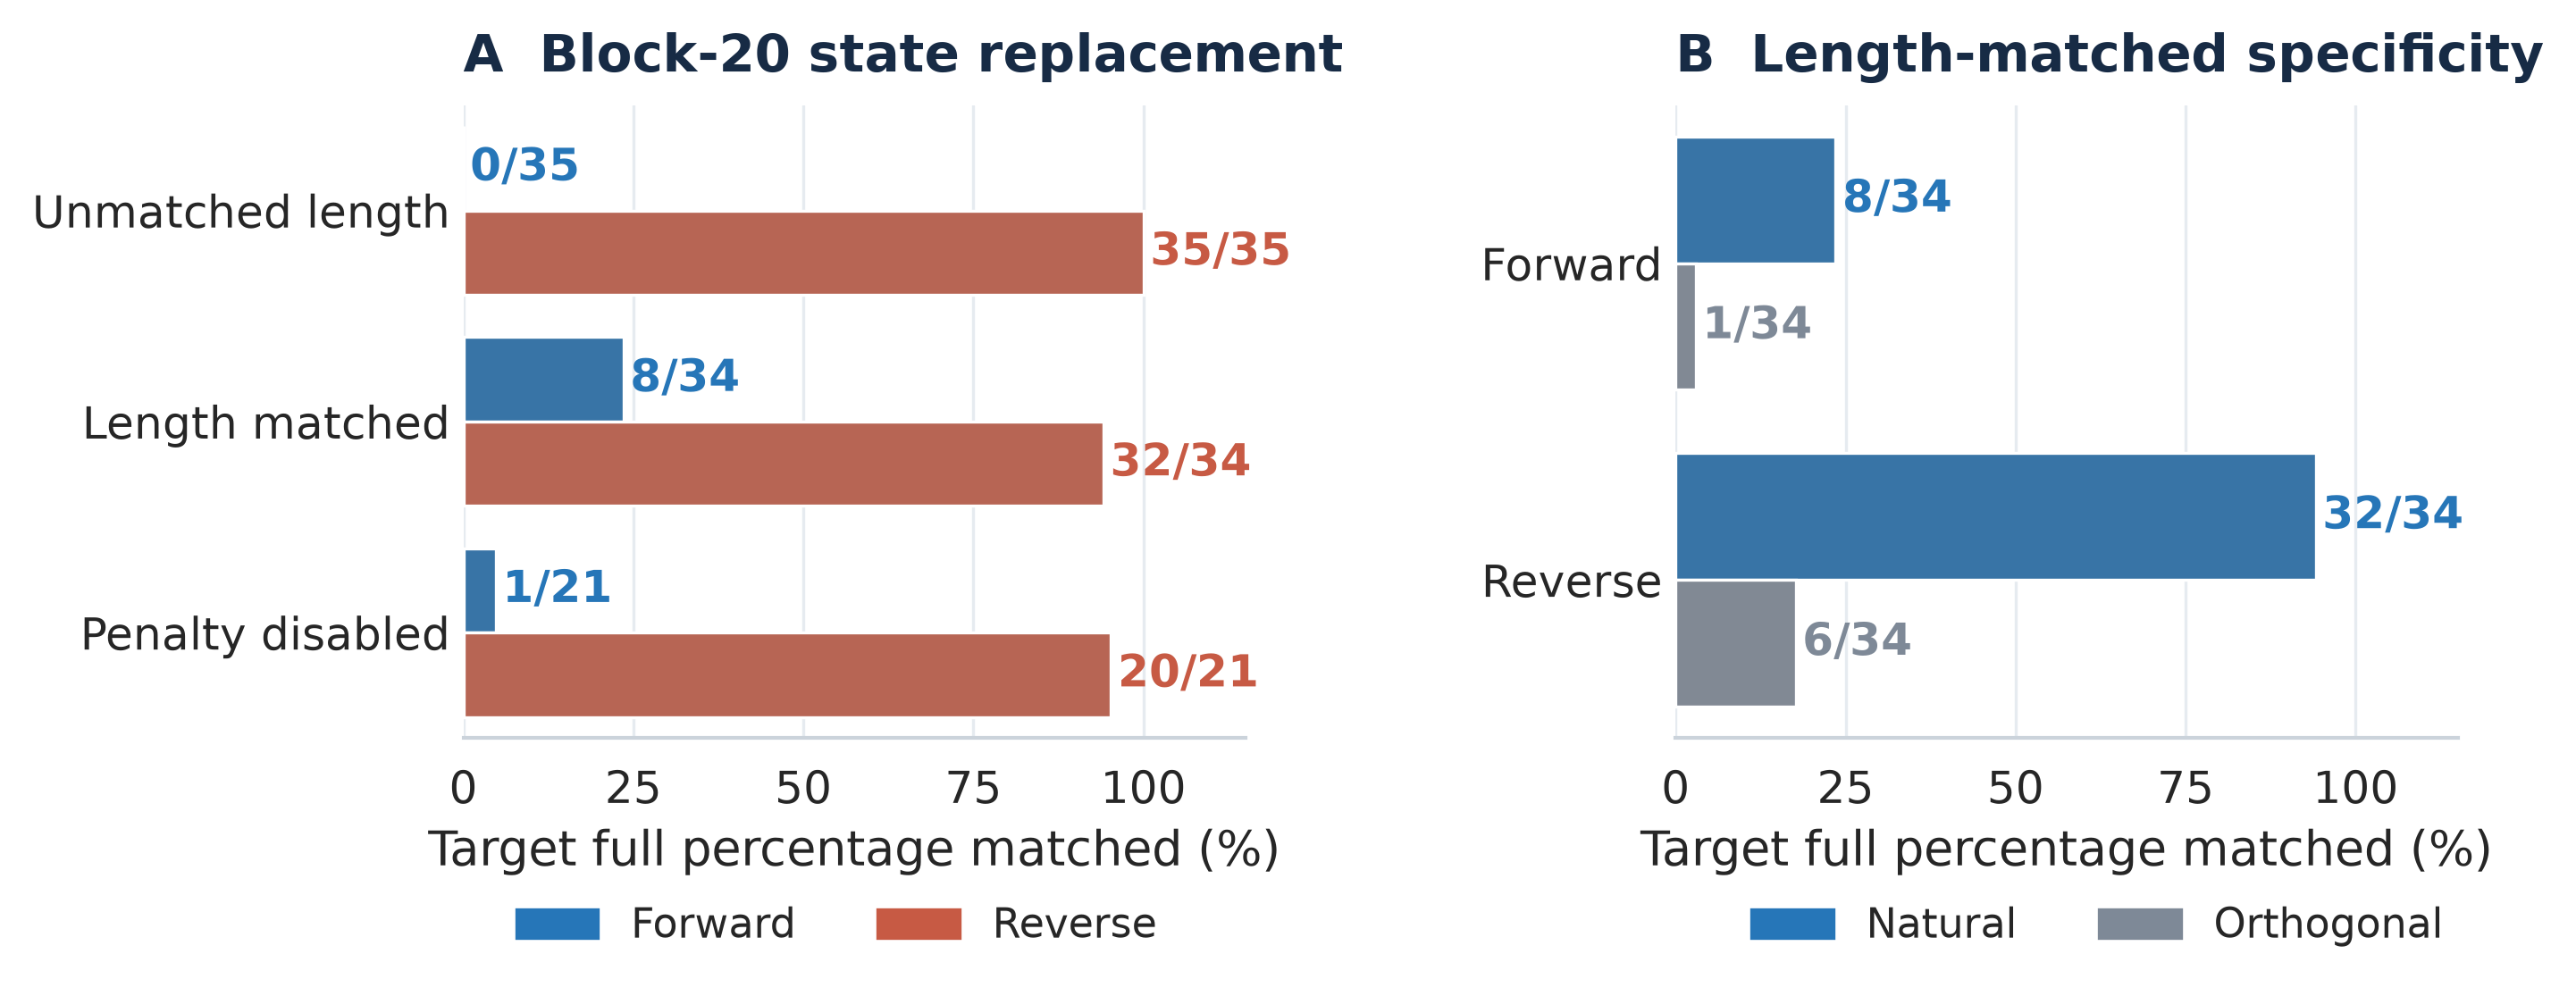 A Block-20 state replacement
Unmatched length
0/35
35/35
Length matched
8/34
32/34
Penalty disabled
1/21
20/21
0 25 50 75 100
Target full percentage matched (%)
Forward Reverse
B Length-matched specificity
Forward
8/34
1/34
Reverse
32/34
6/34
0 25 50 75 100
Target full percentage matched (%)
Natural Orthogonal